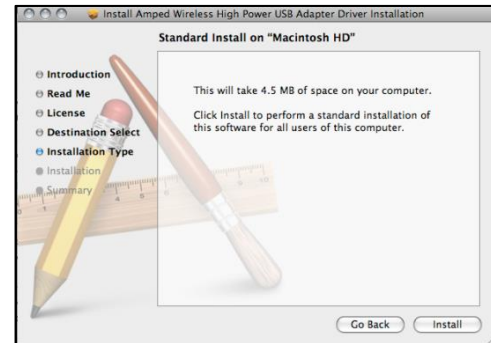 Install Amped Wireless High Power USB Adapter Driver Installation
Standard Install on “Macintosh HD”
Introduction
Read Me
License
Destination Select
Installation Type
Installation
Summary
This will take 4.5 MB of space on your computer.
Click Install to perform a standard installation of
this software for all users of this computer.
Go Back
Install